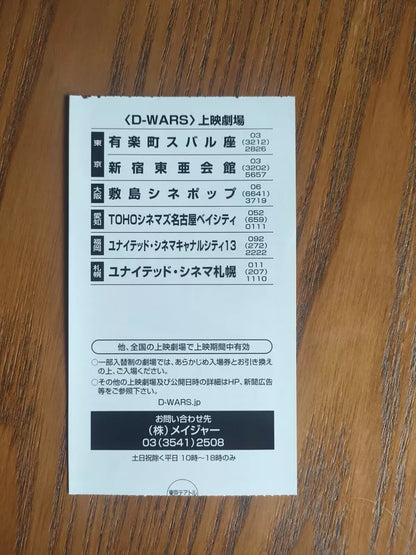 〈D-WARS〉上映劇場
東京 有楽町スバル座 03(3212)2826
新宿東亜会館 03(3202)5657
大阪 敷島シネポップ 06(6641)3719
愛知 TOHOシネマズ名古屋ベイシティ 052(659)0111
福岡 ユナイテッド・シネマキャナルシティ13 092(272)2222
札幌 ユナイテッド・シネマ札幌 011(207)1110
他、全国の上映劇場で上映期間中有効
○一部入替制の劇場では、あらかじめ入場券とお引き換え
の上、ご入場ください。
○その他の上映劇場及び公開日時の詳細はHP、新聞広告
等をご参照下さい。
D-WARS.jp
お問い合わせ先
(株)メイジャー
03(3541)2508
土日祝除く平日 10時〜18時のみ
東京テアトル